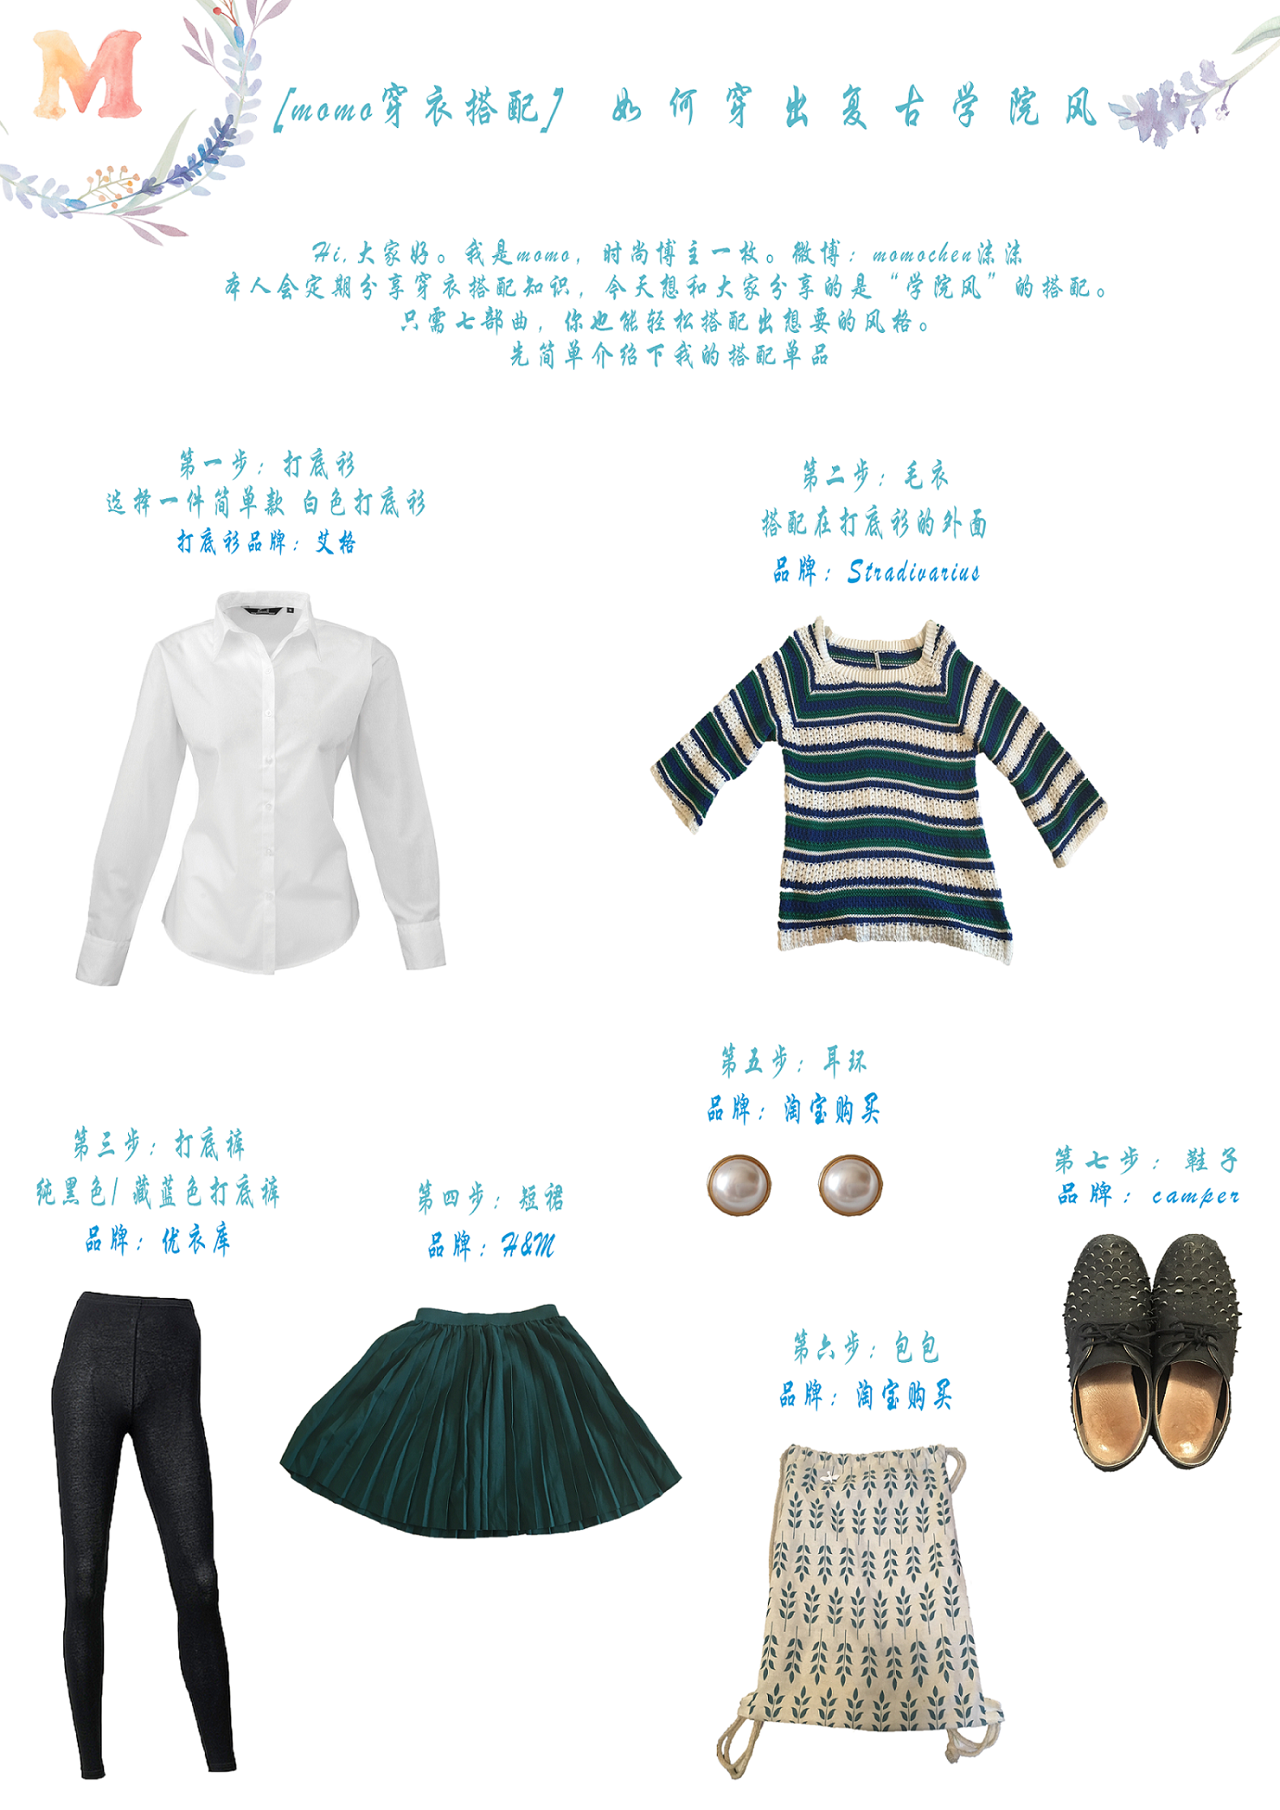 M
[momo穿衣搭配] 如何穿出复古学院风
Hi,大家好。我是momo，时尚博主一枚。微博：momochen沫沫
本人会定期分享穿衣搭配知识，今天想和大家分享的是“学院风”的搭配。
只需七部曲，你也能轻松搭配出想要的风格。
先简单介绍下我的搭配单品
第一步：打底衫
选择一件简单款 白色打底衫
打底衫品牌：艾格
第二步：毛衣
搭配在打底衫的外面
品牌：Stradivarius
第三步：打底裤
纯黑色/ 藏蓝色打底裤
品牌：优衣库
第四步：短裙
品牌：H&M
第五步：耳环
品牌：淘宝购买
第六步：包包
品牌：淘宝购买
第七步：鞋子
品牌：camper